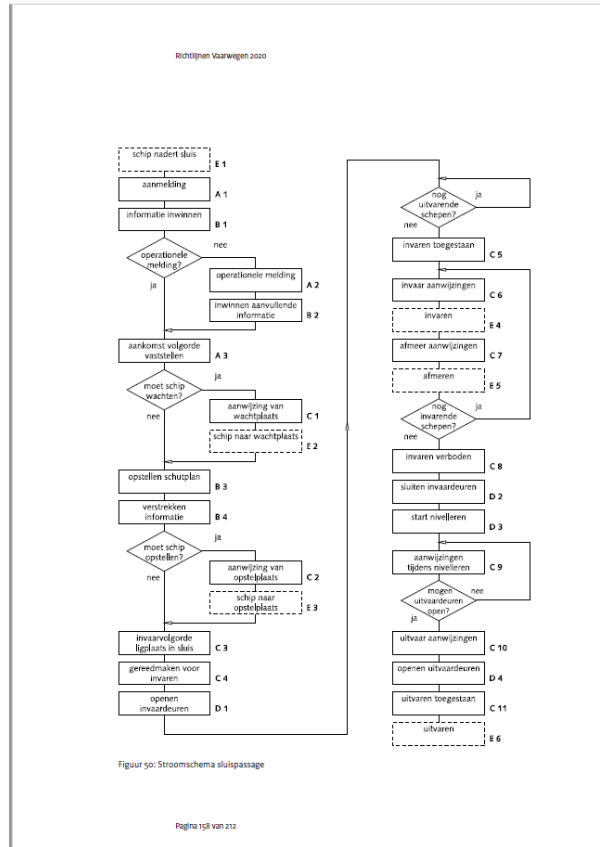 Richtlijnen Vaarwegen 2020
schip nadert sluis
E 1
aanmelding
A 1
informatie inwinnen
B 1
operationele
melding?
nee
ja
operationele melding
A 2
inwinnen aanvullende
informatie
B 2
aankomst volgorde
vaststellen
A 3
moet schip
wachten?
ja
nee
aanwijzing van
wachtplaats
C 1
schip naar wachtplaats
E 2
opstellen schutplan
B 3
verstrekken
informatie
B 4
moet schip
opstellen?
ja
nee
aanwijzing van
opstelplaats
C 2
schip naar
opstelplaats
E 3
invaarvolgorde
ligplaats in sluis
C 3
gereedmaken voor
invaren
C 4
openen
invaardeuren
D 1
nog
uitvarende
schepen?
ja
nee
invaren toegestaan
C 5
invaar aanwijzingen
C 6
invaren
E 4
afmeer aanwijzingen
C 7
afmeren
E 5
nog
invarende
schepen?
ja
nee
invaren verboden
C 8
sluiten invaardeuren
D 2
start nivelleren
D 3
aanwijzingen
tijdens nivelleren
C 9
mogen
uitvaardeuren
open?
nee
ja
uitvaar aanwijzingen
C 10
openen uitvaardeuren
D 4
uitvaren toegestaan
C 11
uitvaren
E 6
Figuur 50: Stroomschema sluispassage
Pagina 158 van 212